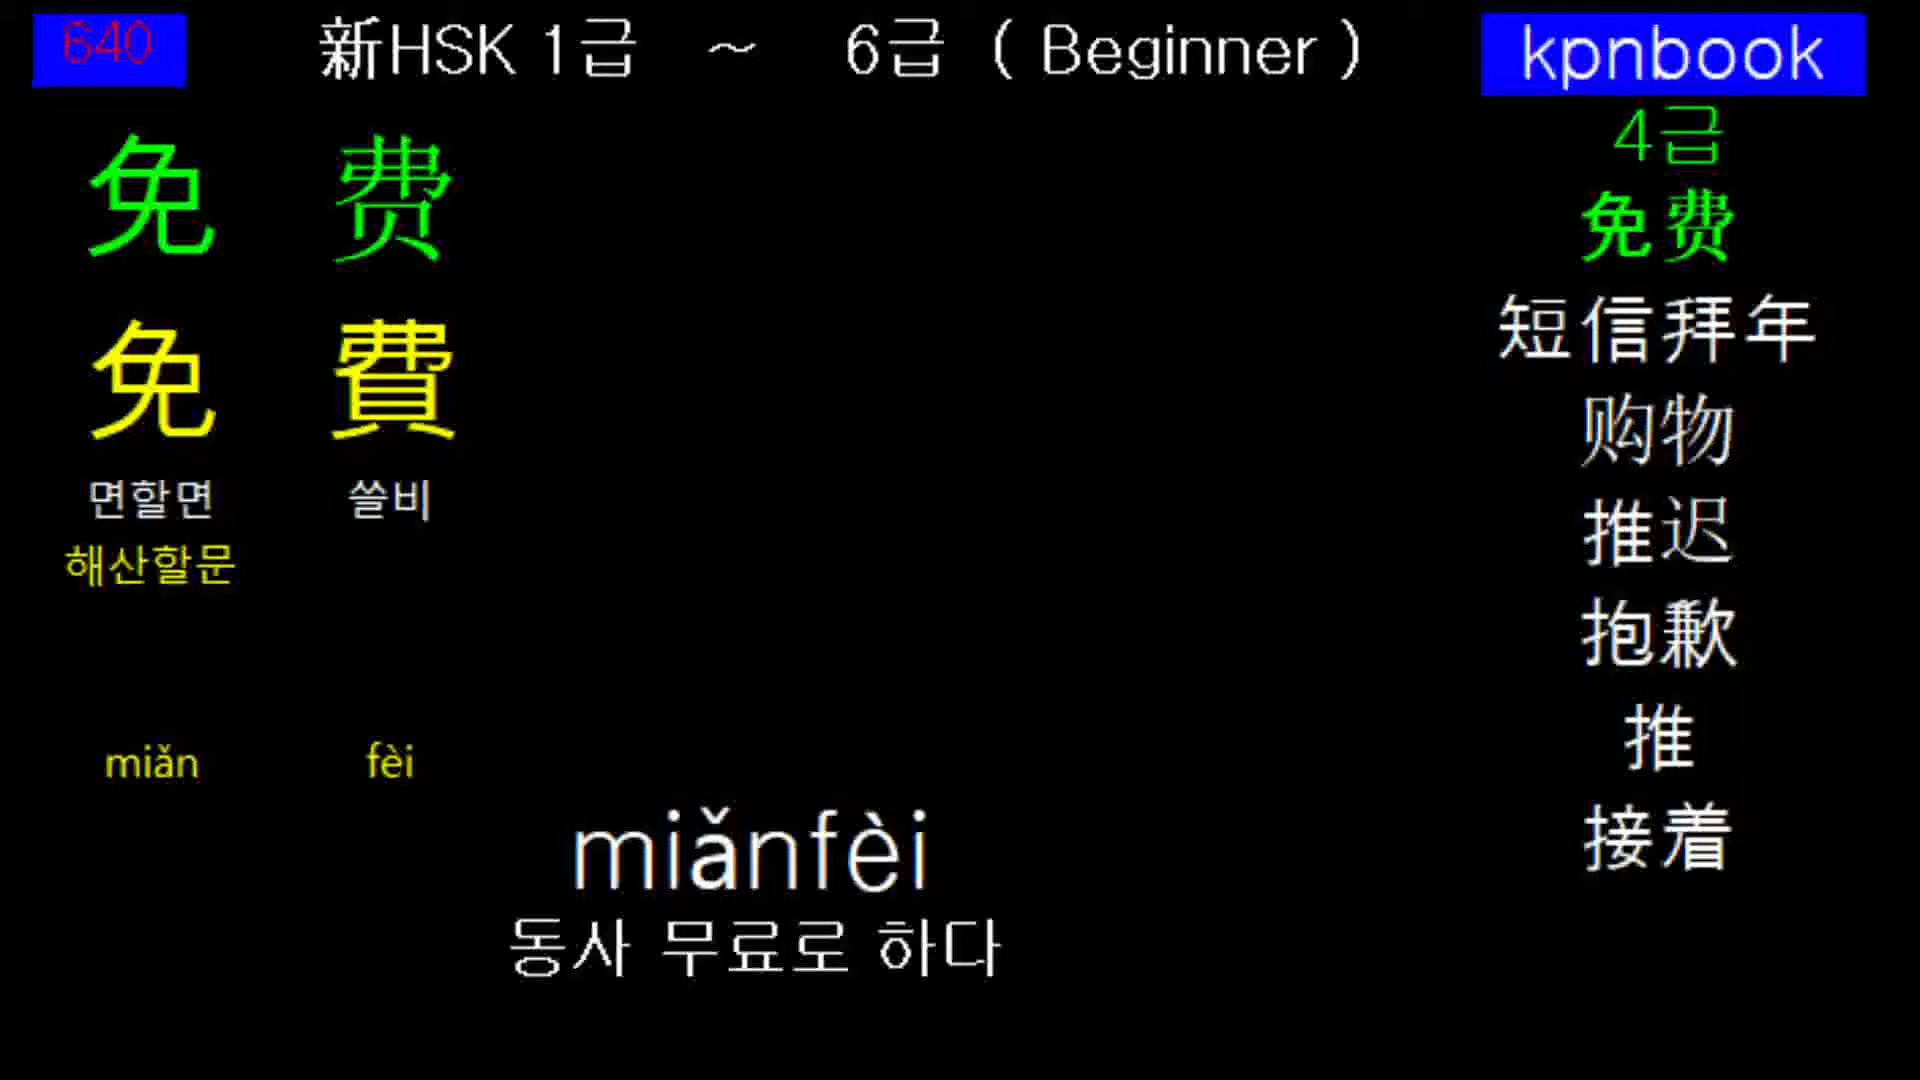 640
新HSK 1급 ~ 6급 ( Beginner )
kpnbook
免 费
免 費
면할면 쓸비
해산할문
miǎn fèi
miǎnfèi
동사 무료로 하다
4급
免费
短信拜年
购物
推迟
抱歉
推
接着